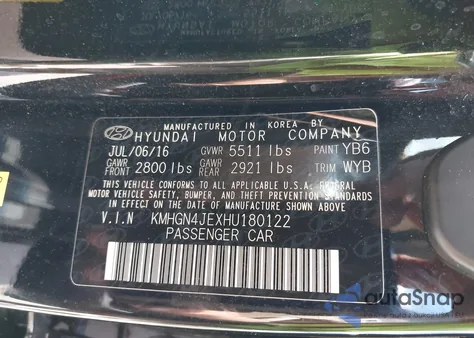 MANUFACTURED IN KOREA BY
HYUNDAI MOTOR COMPANY
JUL/06/16 GVWR 5511 lbs PAINT YB6
GAWR FRONT 2800 lbs GAWR REAR 2921 lbs TRIM WYB
THIS VEHICLE CONFORMS TO ALL APPLICABLE U.S.A. FEDERAL
MOTOR VEHICLE SAFETY, BUMPER, AND THEFT PREVENTION STANDARDS
IN EFFECT ON THE DATE OF MANUFACTURE SHOWN ABOVE.
V.I.N KMHGN4JEXHU180122
PASSENGER CAR
autoSnap